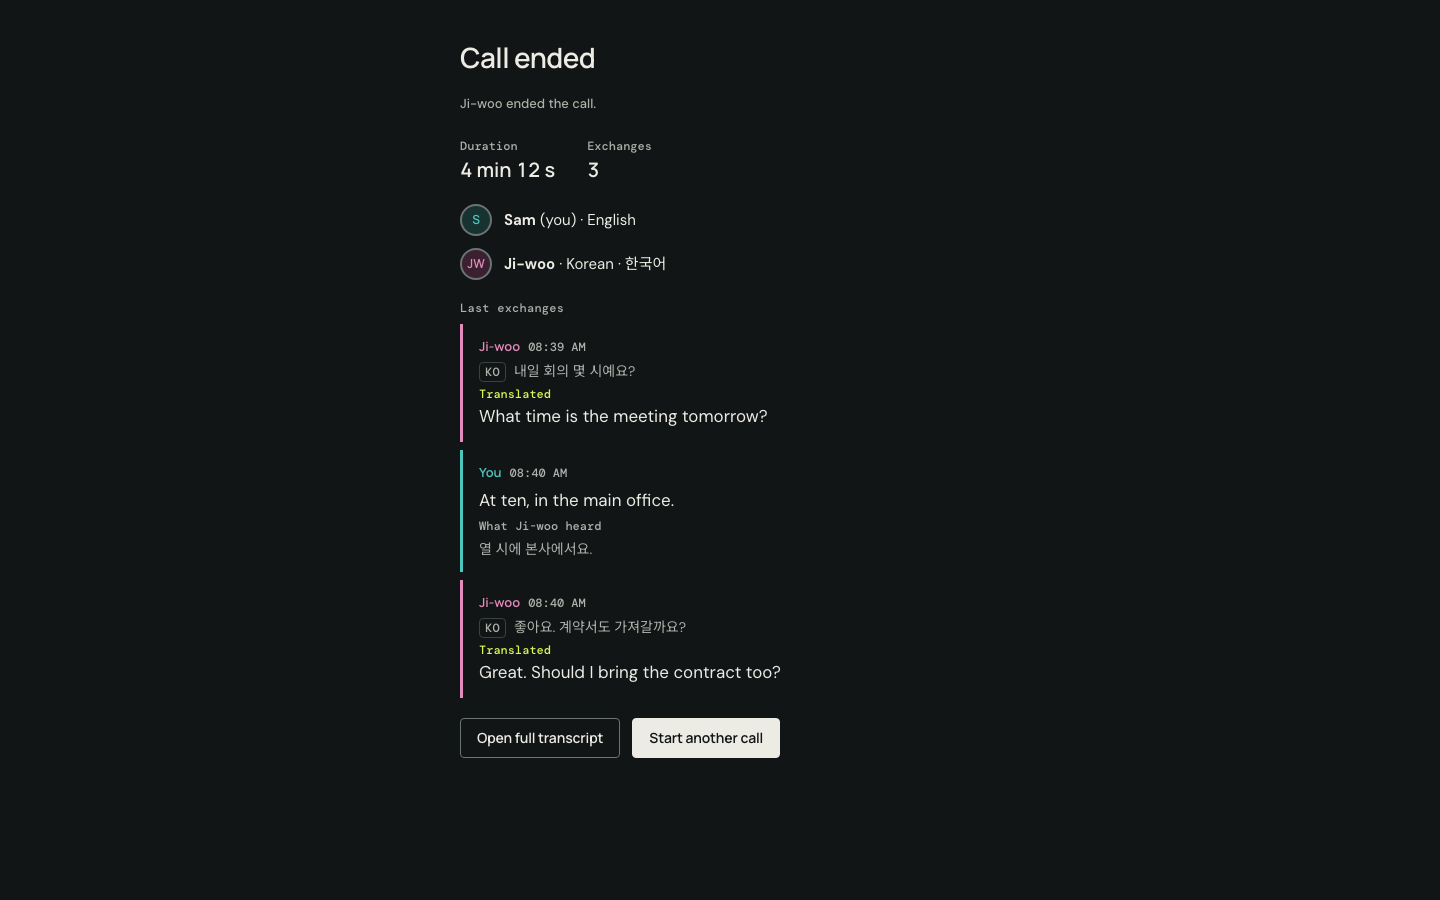 Call ended
Ji-woo ended the call.
Duration Exchanges
4 min 12 s 3
S Sam (you) · English
JW Ji-woo · Korean · 한국어
Last exchanges
Ji-woo 08:39 AM
KO 내일 회의 몇 시예요?
Translated
What time is the meeting tomorrow?
You 08:40 AM
At ten, in the main office.
What Ji-woo heard
열 시에 본사에서요.
Ji-woo 08:40 AM
KO 좋아요. 계약서도 가져갈까요?
Translated
Great. Should I bring the contract too?
Open full transcript Start another call